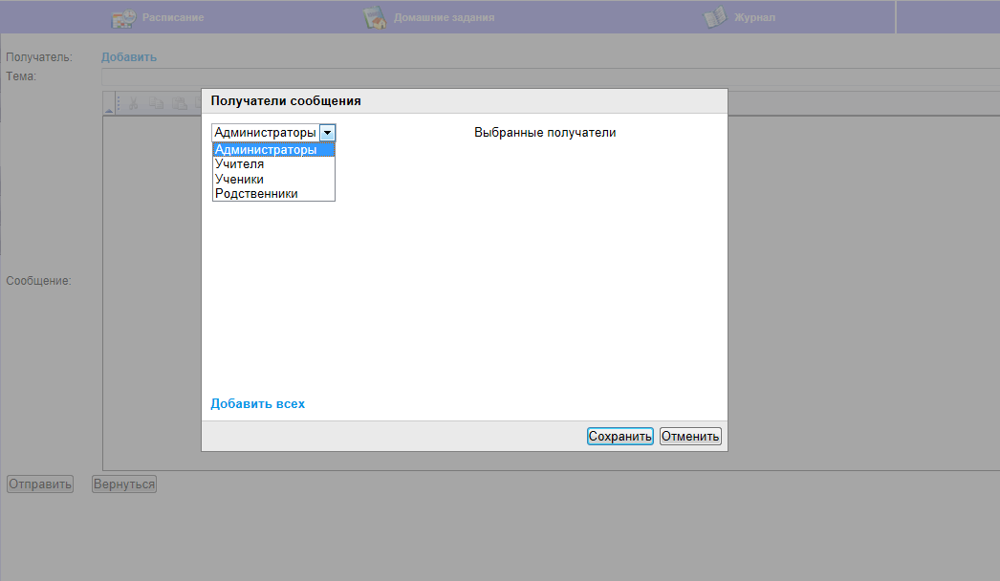 Расписание Домашние задания Журнал
Получатель: Добавить
Тема:
Получатели сообщения
Администраторы Выбранные получатели
Администраторы
Учителя
Ученики
Родственники
Сообщение:
Добавить всех
Сохранить Отменить
Отправить Вернуться